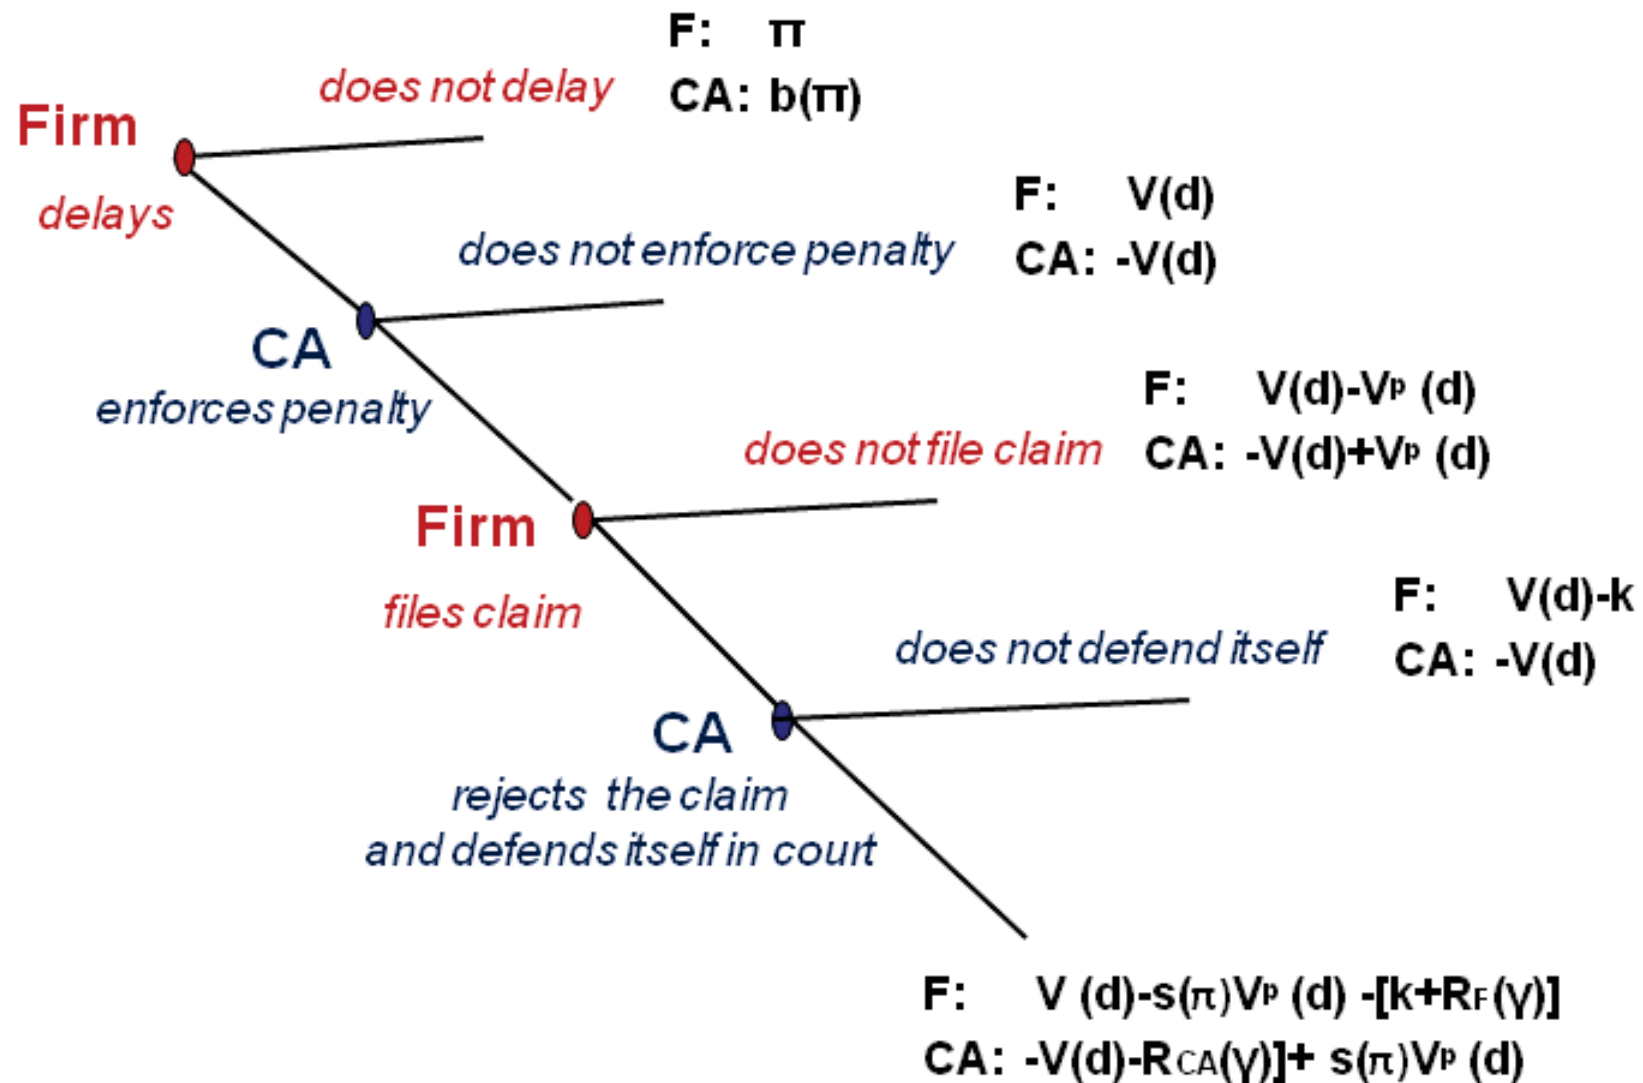 F: π
does not delay
CA: b(π)
Firm
delays
F: V(d)
does not enforce penalty
CA: -V(d)
CA
enforces penalty
F: V(d)-Vᵖ (d)
does not file claim
CA: -V(d)+Vᵖ (d)
Firm
files claim
F: V(d)-k
does not defend itself
CA: -V(d)
CA
rejects the claim
and defends itself in court
F: V (d)-s(π)Vᵖ (d) -[k+RF(γ)]
CA: -V(d)-RCA(γ)]+ s(π)Vᵖ (d)